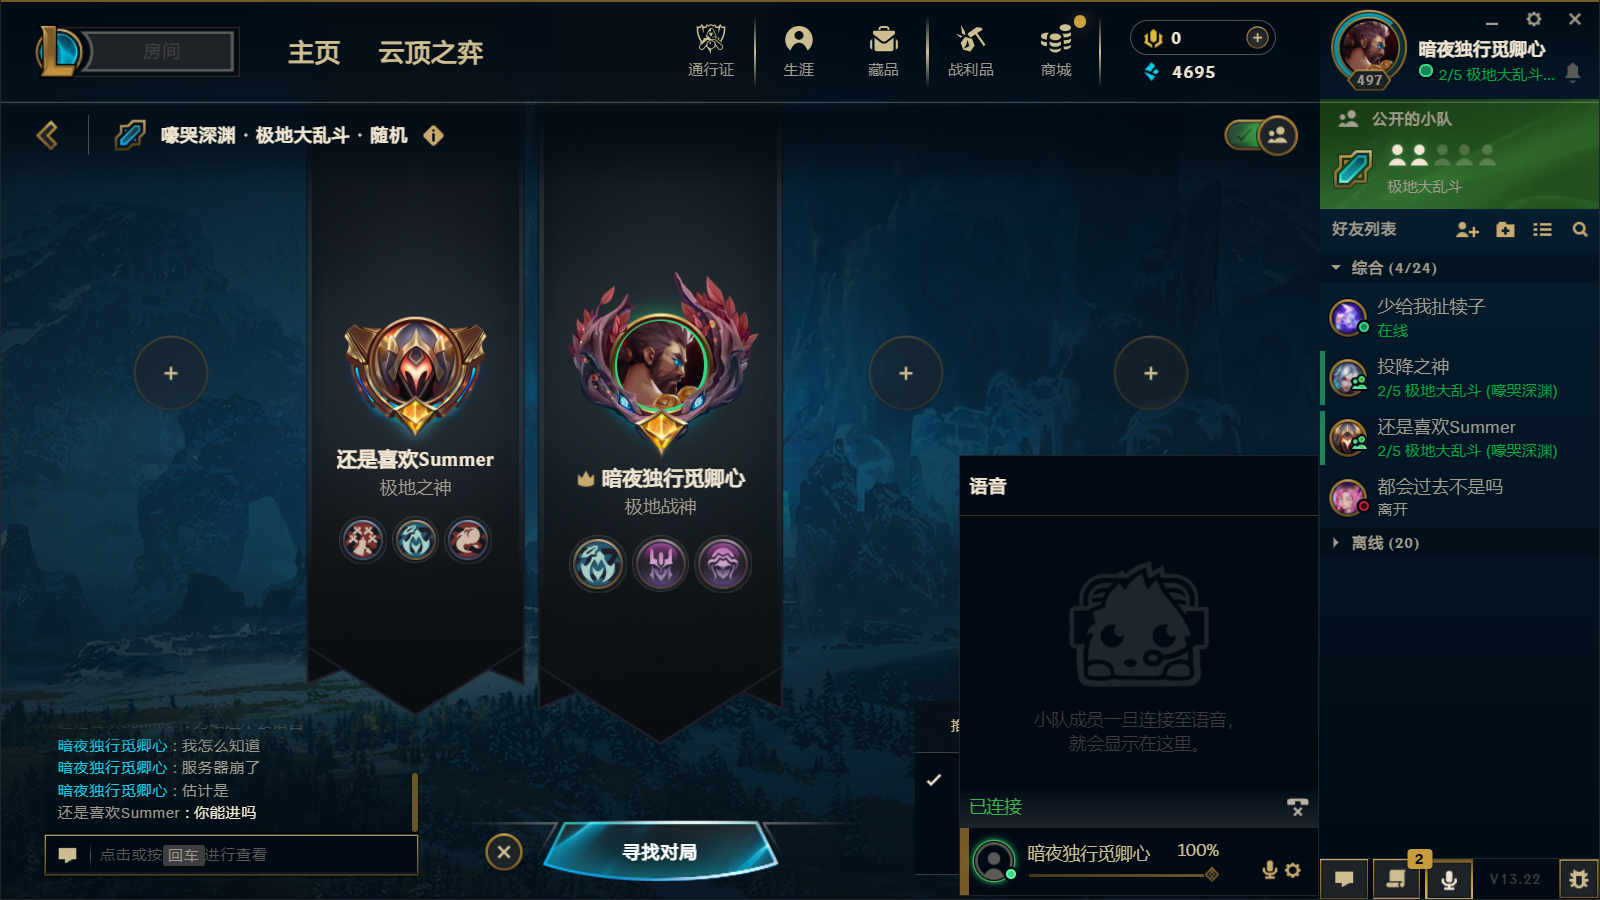 房间
主页
云顶之弈
通行证
生涯
藏品
战利品
商城
0
4695
497
暗夜独行觅卿心
2/5 极地大乱斗...
嚎哭深渊 · 极地大乱斗 · 随机
公开的小队
极地大乱斗
好友列表
综合 (4/24)
少给我扯犊子
在线
投降之神
2/5 极地大乱斗 (嚎哭深渊)
还是喜欢Summer
2/5 极地大乱斗 (嚎哭深渊)
都会过去不是吗
离开
离线 (20)
还是喜欢Summer
极地之神
暗夜独行觅卿心
极地战神
暗夜独行觅卿心 : 我怎么知道
暗夜独行觅卿心 : 服务器崩了
暗夜独行觅卿心 : 估计是
还是喜欢Summer : 你能进吗
点击或按回车进行查看
寻找对局
语音
小队成员一旦连接至语音，
就会显示在这里。
已连接
暗夜独行觅卿心
100%
2
V13.22